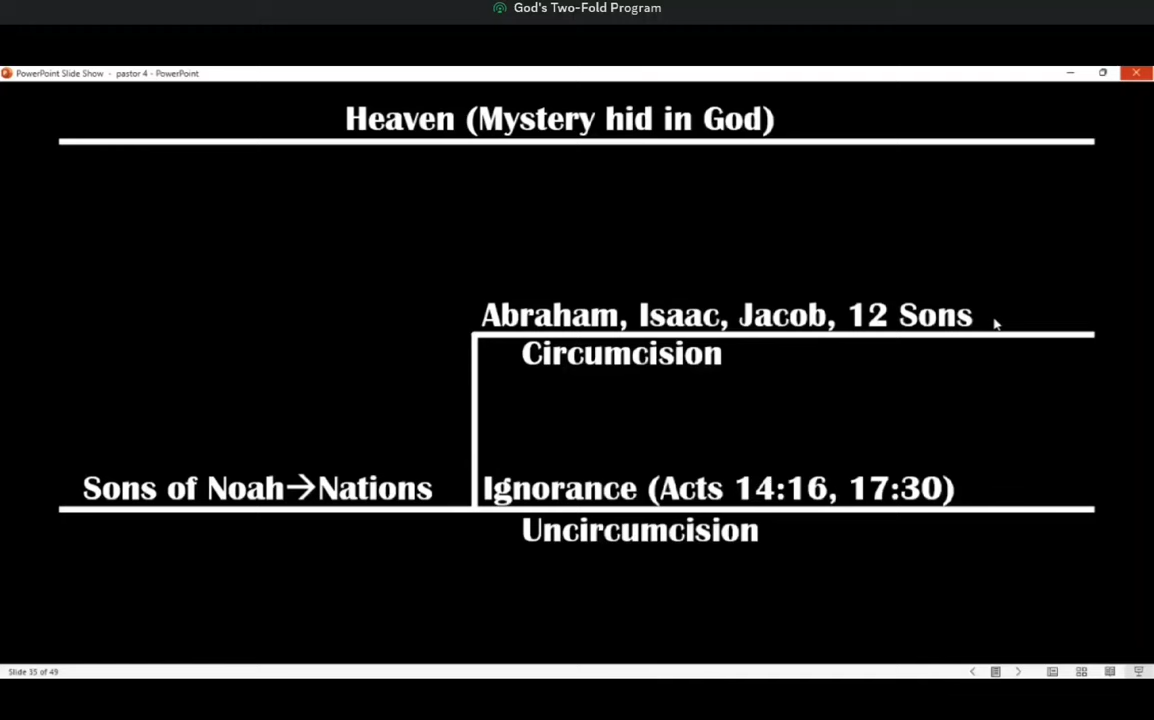 God's Two-Fold Program
PowerPoint Slide Show - pastor 4 - PowerPoint
Heaven (Mystery hid in God)
Abraham, Isaac, Jacob, 12 Sons
Circumcision
Sons of Noah→Nations
Ignorance (Acts 14:16, 17:30)
Uncircumcision
Slide 35 of 49